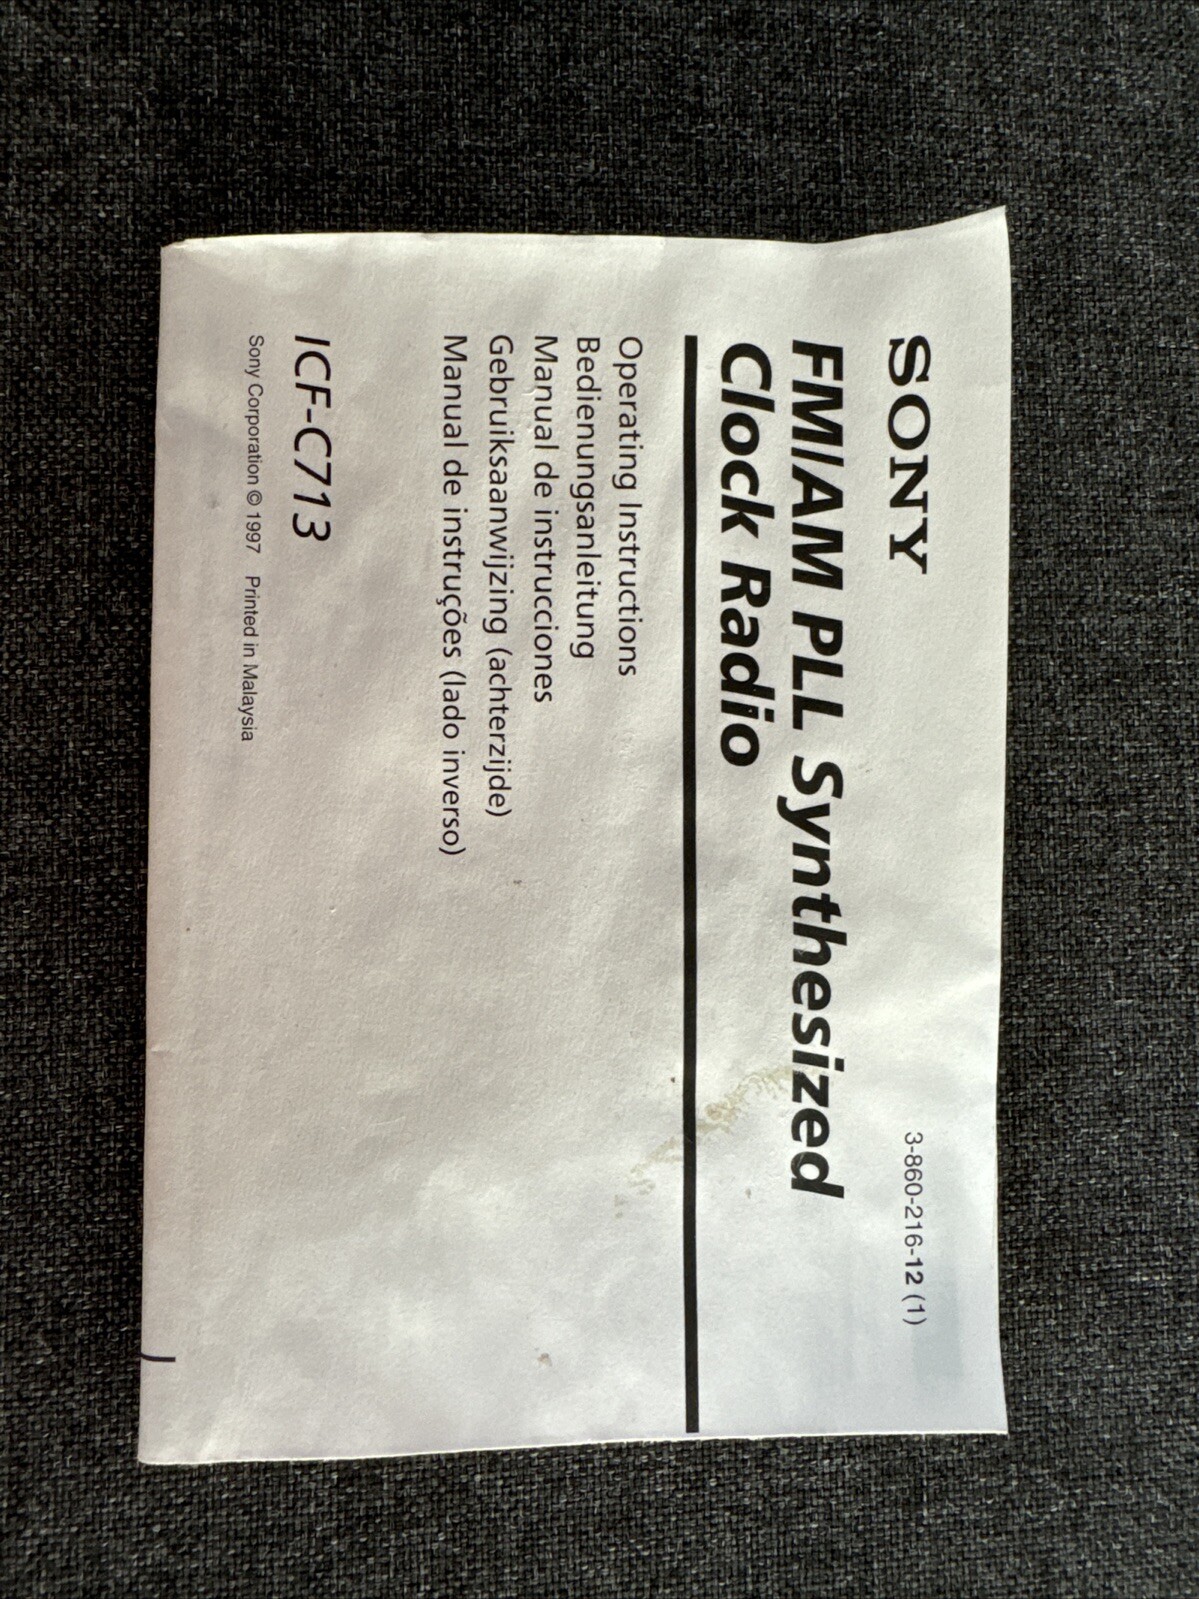 SONY
3-860-216-12 (1)
FM/AM PLL Synthesized
Clock Radio
Operating Instructions
Bedienungsanleitung
Manual de instrucciones
Gebruiksaanwijzing (achterzijde)
Manual de instruções (lado inverso)
ICF-C713
Sony Corporation © 1997 Printed in Malaysia